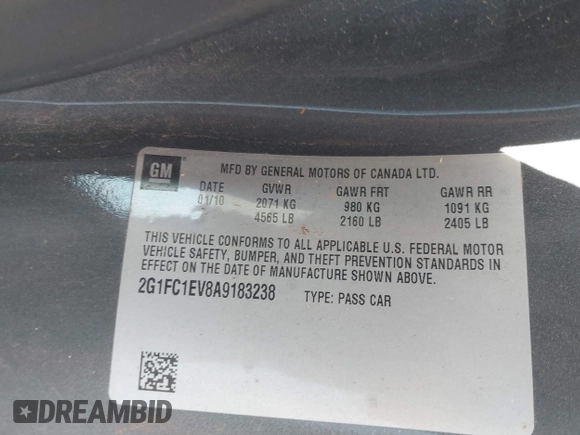 GM
MFD BY GENERAL MOTORS OF CANADA LTD.
DATE GVWR GAWR FRT GAWR RR
01/10 2071 KG 980 KG 1091 KG
4565 LB 2160 LB 2405 LB
THIS VEHICLE CONFORMS TO ALL APPLICABLE U.S. FEDERAL MOTOR
VEHICLE SAFETY, BUMPER, AND THEFT PREVENTION STANDARDS IN
EFFECT ON THE DATE OF MANUFACTURE SHOWN ABOVE.
2G1FC1EV8A9183238 TYPE: PASS CAR
DREAMBID